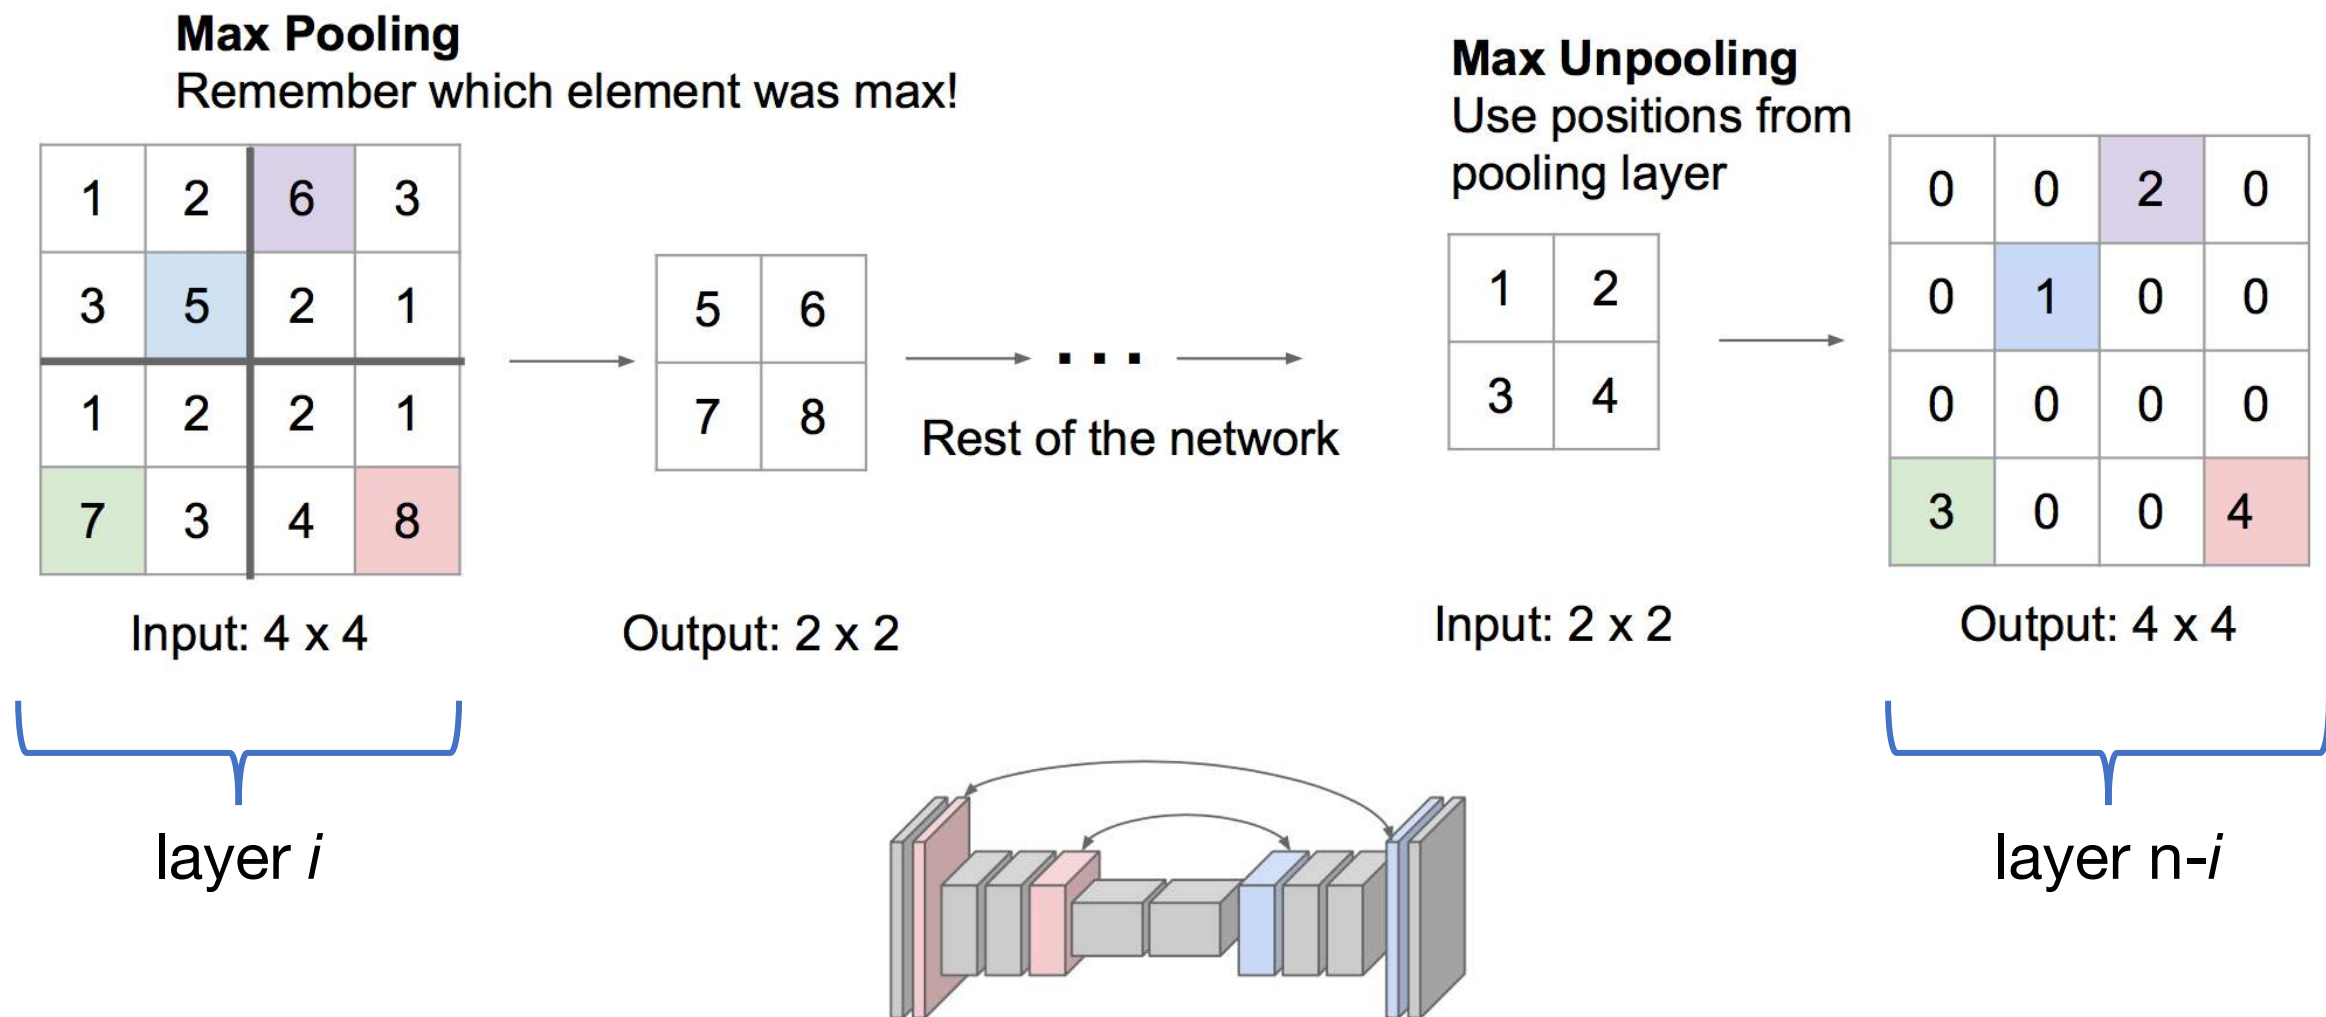 Max Pooling
Remember which element was max!
1 2 6 3
3 5 2 1
1 2 2 1
7 3 4 8
Input: 4 x 4
5 6
7 8
Output: 2 x 2
...
Rest of the network
Max Unpooling
Use positions from
pooling layer
1 2
3 4
Input: 2 x 2
0 0 2 0
0 1 0 0
0 0 0 0
3 0 0 4
Output: 4 x 4
layer i
layer n-i